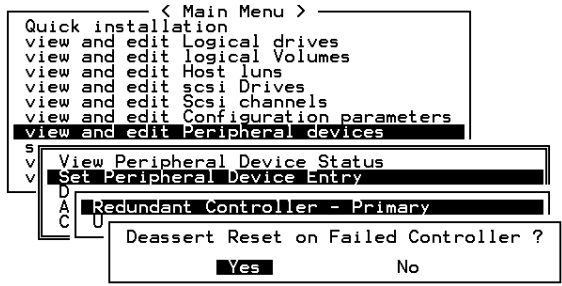 < Main Menu >
Quick installation
view and edit Logical drives
view and edit logical Volumes
view and edit Host luns
view and edit scsi Drives
view and edit Scsi channels
view and edit Configuration parameters
view and edit Peripheral devices
s
v View Peripheral Device Status
v Set Peripheral Device Entry
D
A Redundant Controller - Primary
C U
Deassert Reset on Failed Controller ?
Yes No